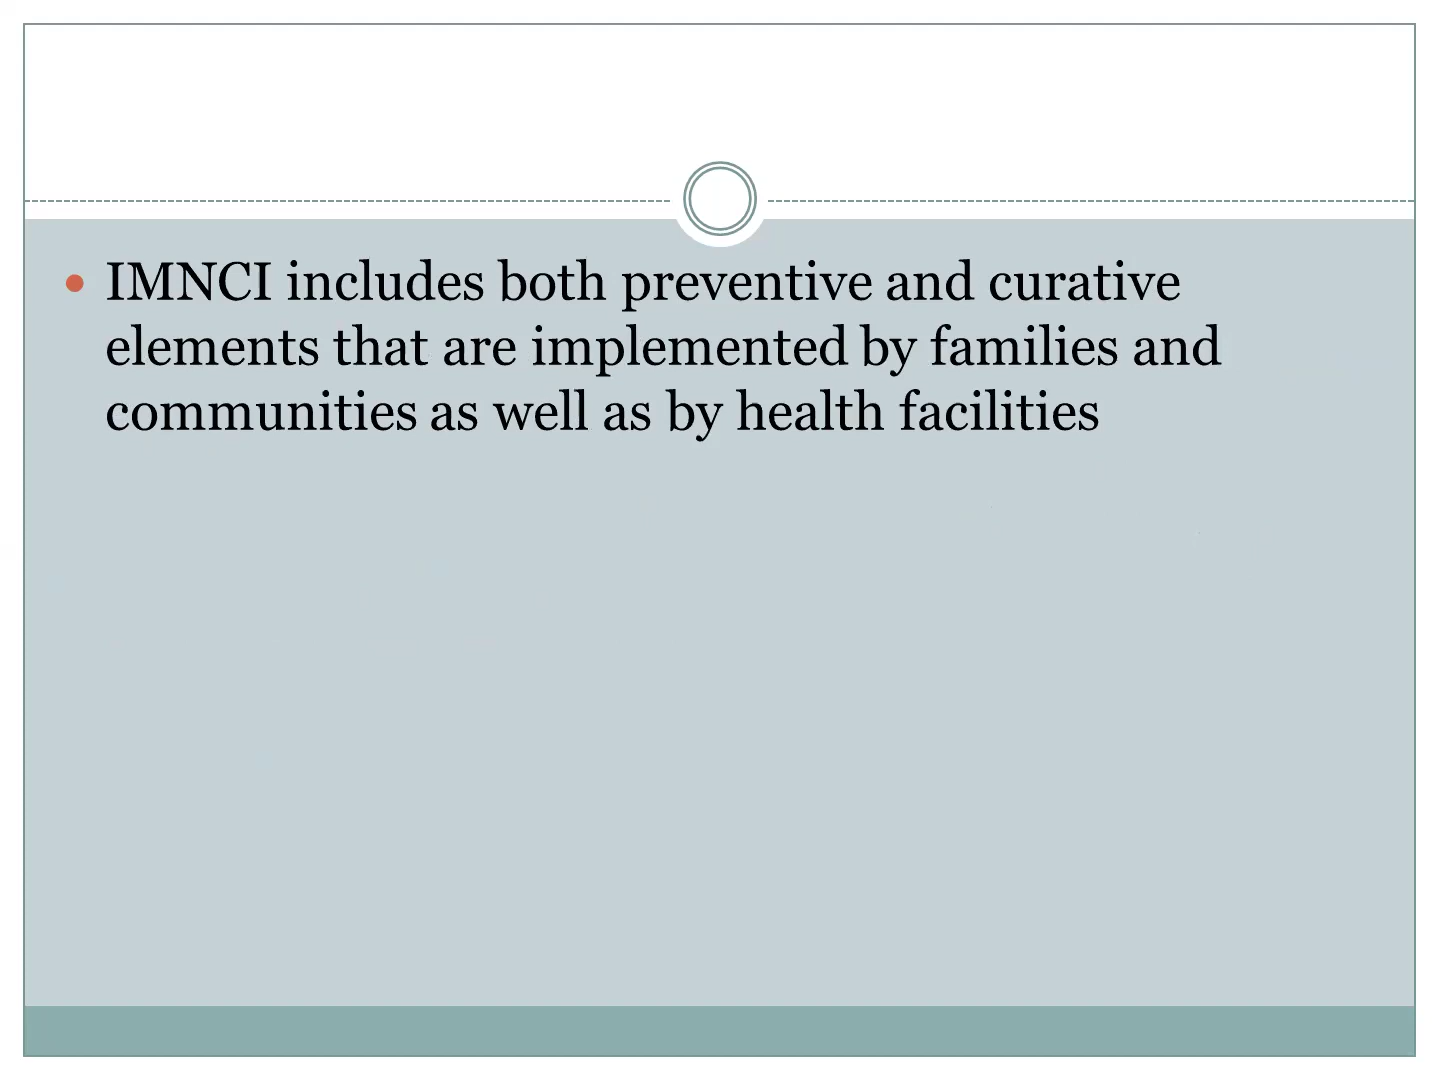 • IMNCI includes both preventive and curative
elements that are implemented by families and
communities as well as by health facilities